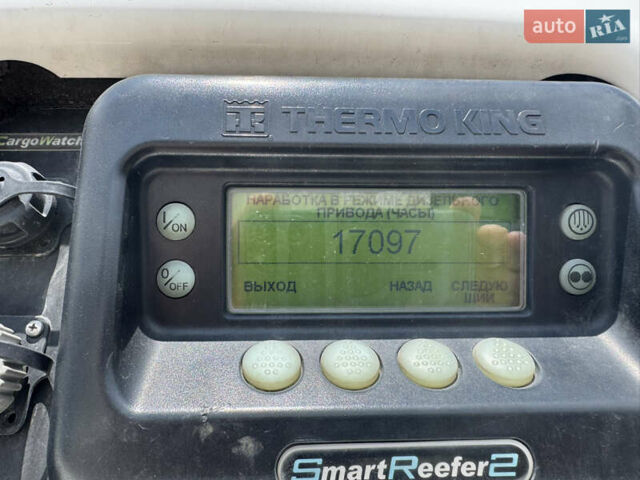 auto RIA
.com
THERMO KING
CargoWatch
НАРАБОТКА В РЕЖИМЕ ДИЗЕЛЬНОГО
ПРИВОДА (ЧАСЫ)
I/ON
17097
0/OFF
ВЫХОД НАЗАД СЛЕДУЮ
ЩИЙ
SmartReefer2